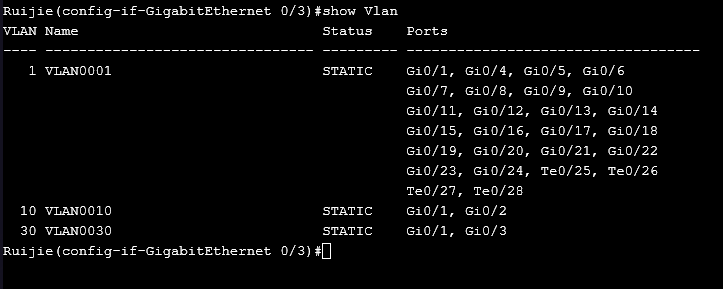 Ruijie(config-if-GigabitEthernet 0/3)#show Vlan
VLAN Name                             Status    Ports
---- -------------------------------- --------- -----------------------------------
   1 VLAN0001                         STATIC    Gi0/1, Gi0/4, Gi0/5, Gi0/6
                                                Gi0/7, Gi0/8, Gi0/9, Gi0/10
                                                Gi0/11, Gi0/12, Gi0/13, Gi0/14
                                                Gi0/15, Gi0/16, Gi0/17, Gi0/18
                                                Gi0/19, Gi0/20, Gi0/21, Gi0/22
                                                Gi0/23, Gi0/24, Te0/25, Te0/26
                                                Te0/27, Te0/28
  10 VLAN0010                         STATIC    Gi0/1, Gi0/2
  30 VLAN0030                         STATIC    Gi0/1, Gi0/3
Ruijie(config-if-GigabitEthernet 0/3)#